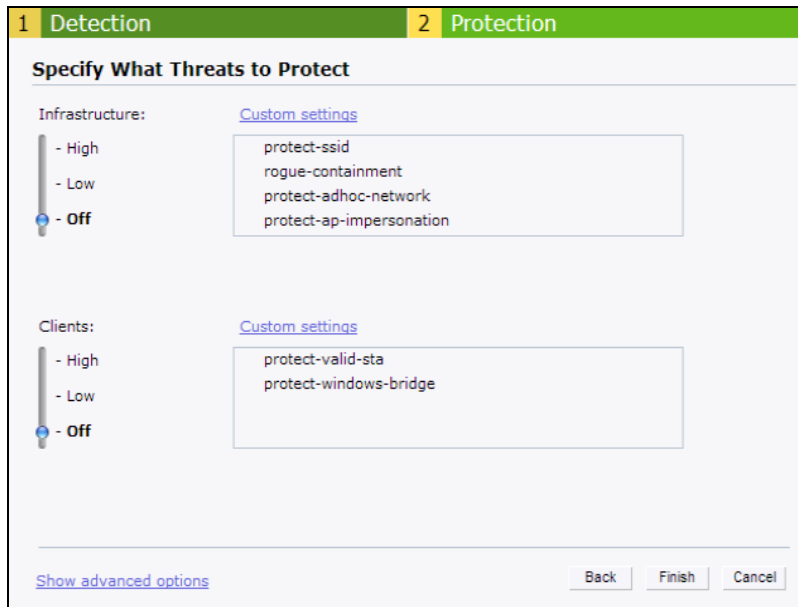 1 Detection 2 Protection
Specify What Threats to Protect
Infrastructure: Custom settings
- High
- Low
- Off
protect-ssid
rogue-containment
protect-adhoc-network
protect-ap-impersonation
Clients: Custom settings
- High
- Low
- Off
protect-valid-sta
protect-windows-bridge
Show advanced options Back Finish Cancel